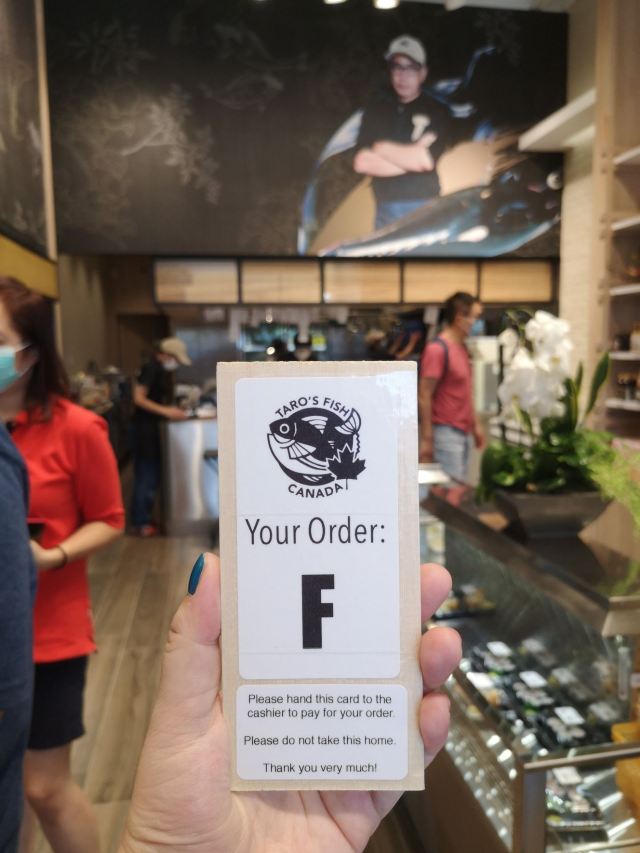 TARO'S FISH
CANADA
Your Order:
F
Please hand this card to the
cashier to pay for your order.
Please do not take this home.
Thank you very much!